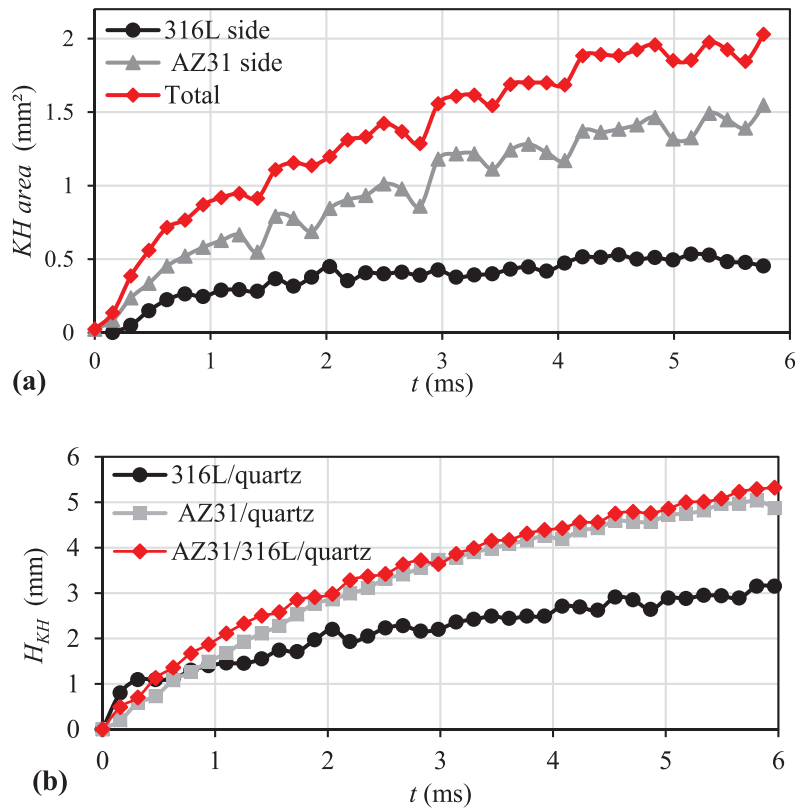 2
1.5
1
0.5
0
KH area (mm²)
316L side
AZ31 side
Total
0 1 2 3 4 5 6
t (ms)
(a)
6
5
4
3
2
1
0
H_KH (mm)
316L/quartz
AZ31/quartz
AZ31/316L/quartz
0 1 2 3 4 5 6
t (ms)
(b)